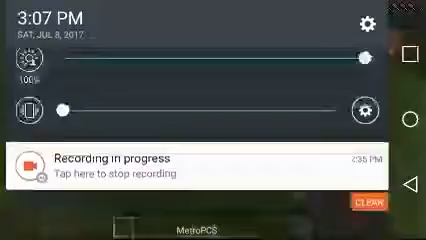 3:07 PM
SAT, JUL 8, 2017
100%
Recording in progress
2:35 PM
Tap here to stop recording
CLEAR
MetroPCS